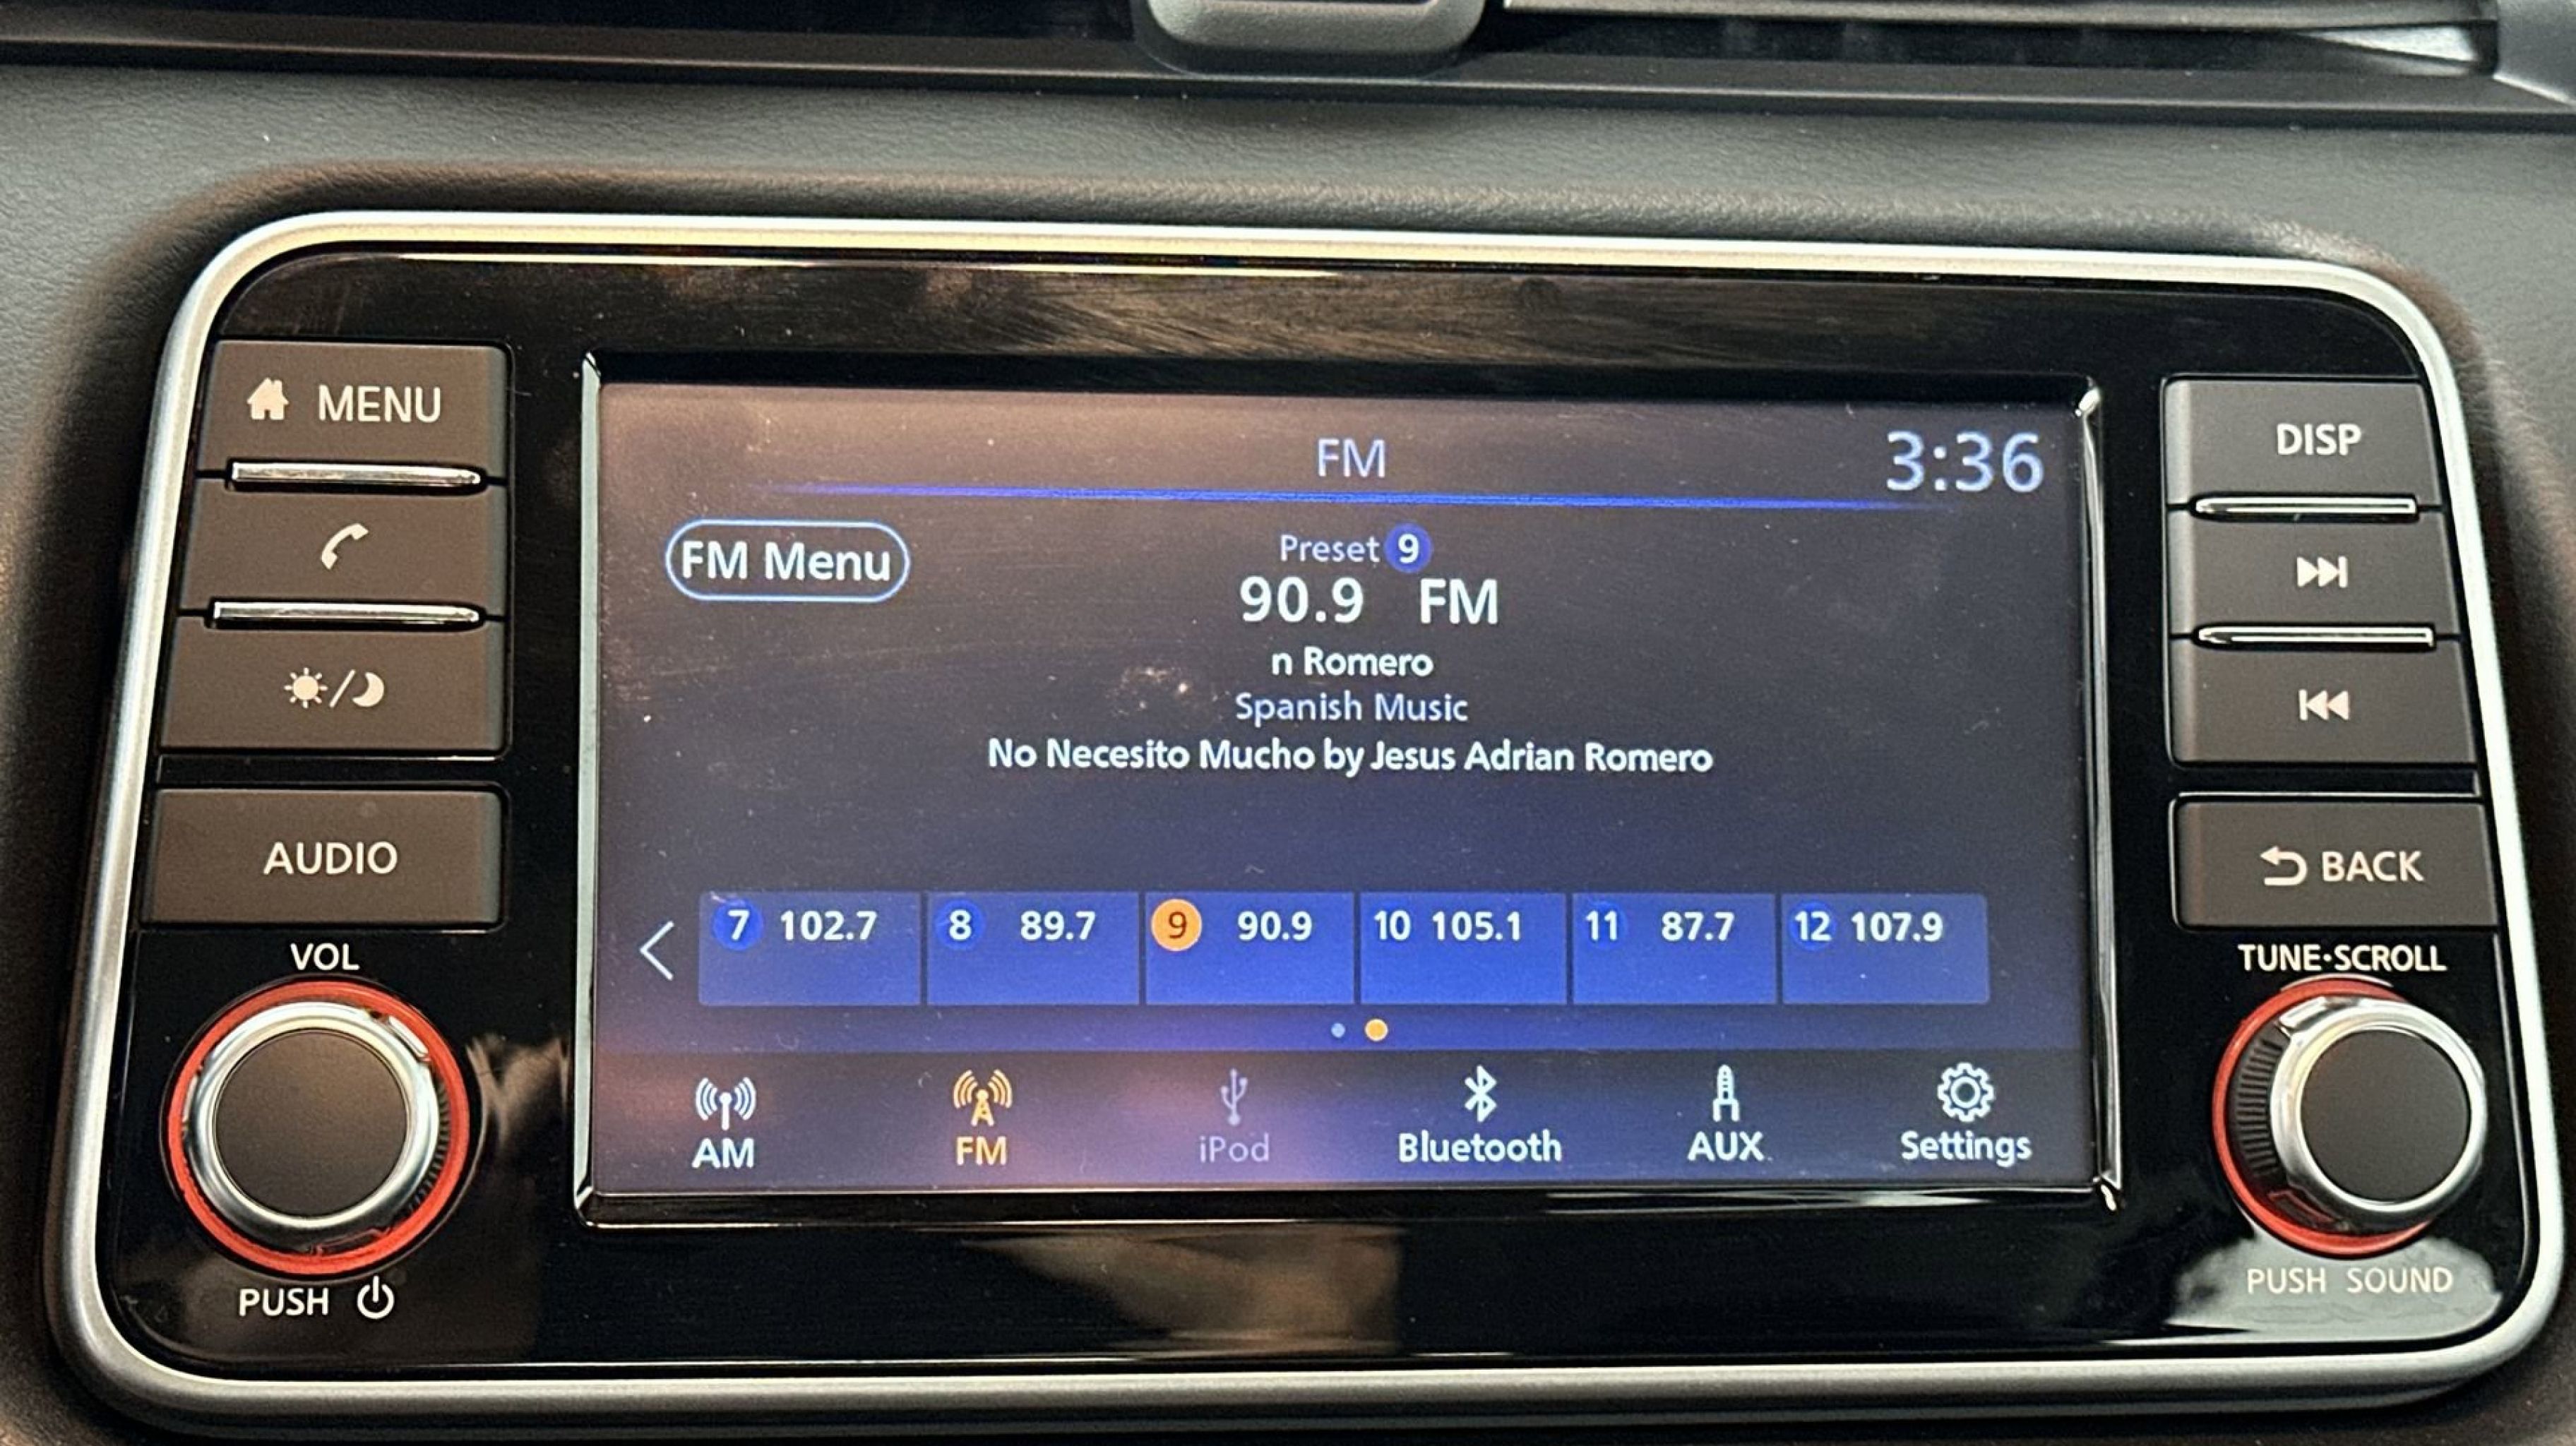 MENU
FM
3:36
DISP
FM Menu
Preset 9
90.9 FM
n Romero
Spanish Music
No Necesito Mucho by Jesus Adrian Romero
AUDIO
BACK
7 102.7
8 89.7
9 90.9
10 105.1
11 87.7
12 107.9
VOL
TUNE·SCROLL
AM
FM
iPod
Bluetooth
AUX
Settings
PUSH
PUSH SOUND